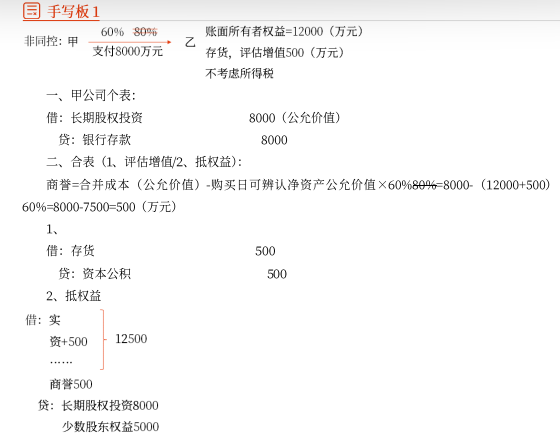 手写板 1
非同控：甲 60% 80% 支付8000万元 乙
账面所有者权益=12000（万元）
存货，评估增值500（万元）
不考虑所得税
一、甲公司个表：
借：长期股权投资 8000（公允价值）
贷：银行存款 8000
二、合表（1、评估增值/2、抵权益）：
商誉=合并成本（公允价值）-购买日可辨认净资产公允价值×60%80%=8000-（12000+500）
60%=8000-7500=500（万元）
1、
借：存货 500
贷：资本公积 500
2、抵权益
借：实
资+500
……
12500
商誉500
贷：长期股权投资8000
少数股东权益5000